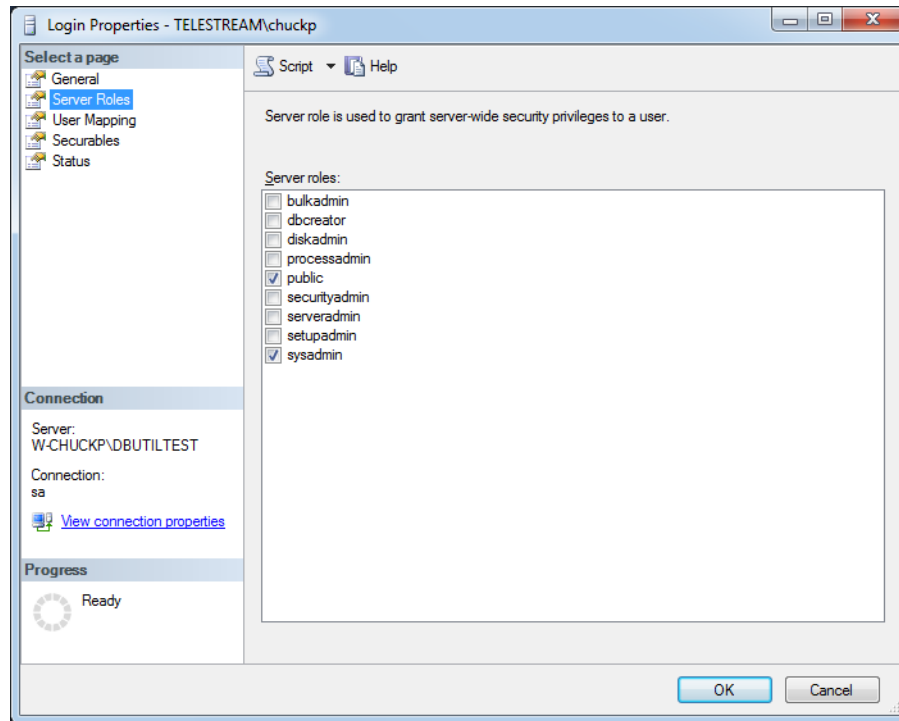 Login Properties - TELESTREAM\chuckp
Select a page
General
Server Roles
User Mapping
Securables
Status
Script
Help
Server role is used to grant server-wide security privileges to a user.
Server roles:
bulkadmin
dbcreator
diskadmin
processadmin
public
securityadmin
serveradmin
setupadmin
sysadmin
Connection
Server:
W-CHUCKP\DBUTILTEST
Connection:
sa
View connection properties
Progress
Ready
OK
Cancel